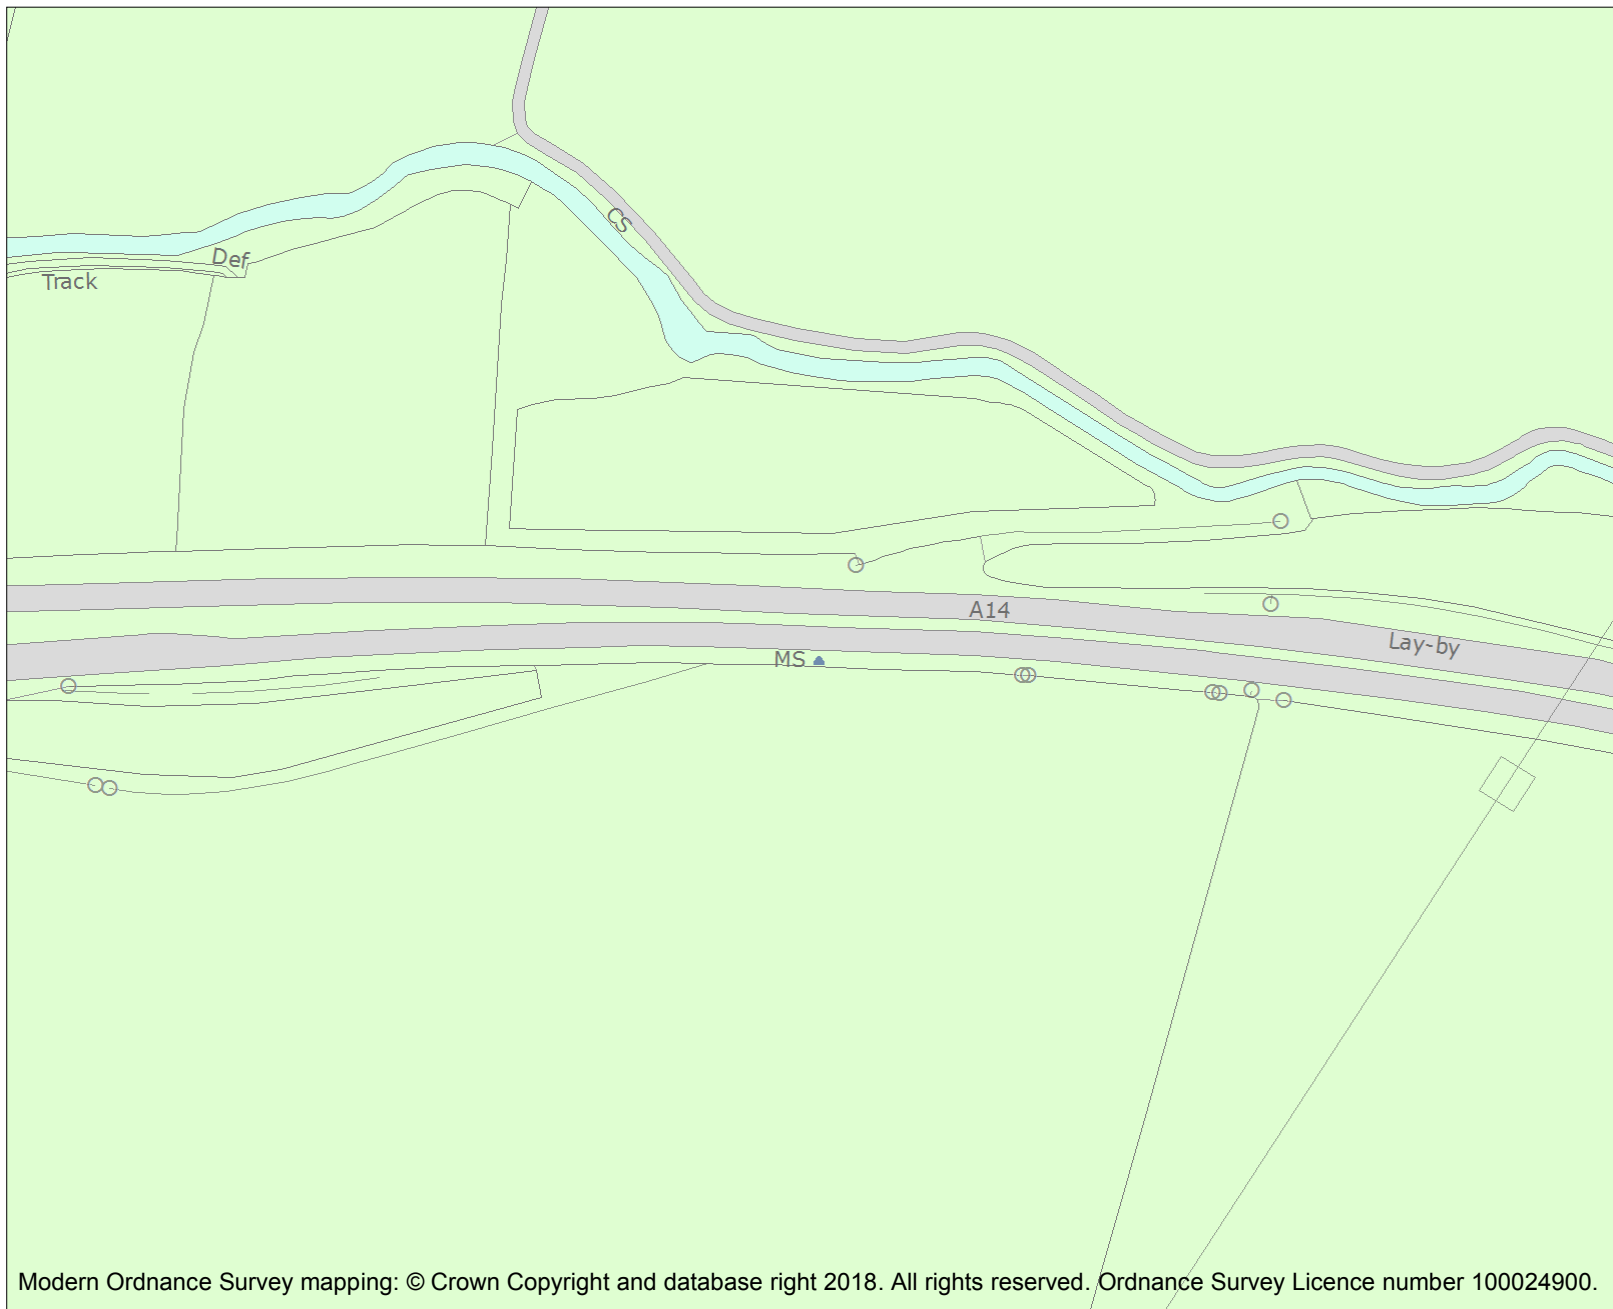 CS
Def
Track
A14
Lay-by
MS
Modern Ordnance Survey mapping: © Crown Copyright and database right 2018. All rights reserved. Ordnance Survey Licence number 100024900.